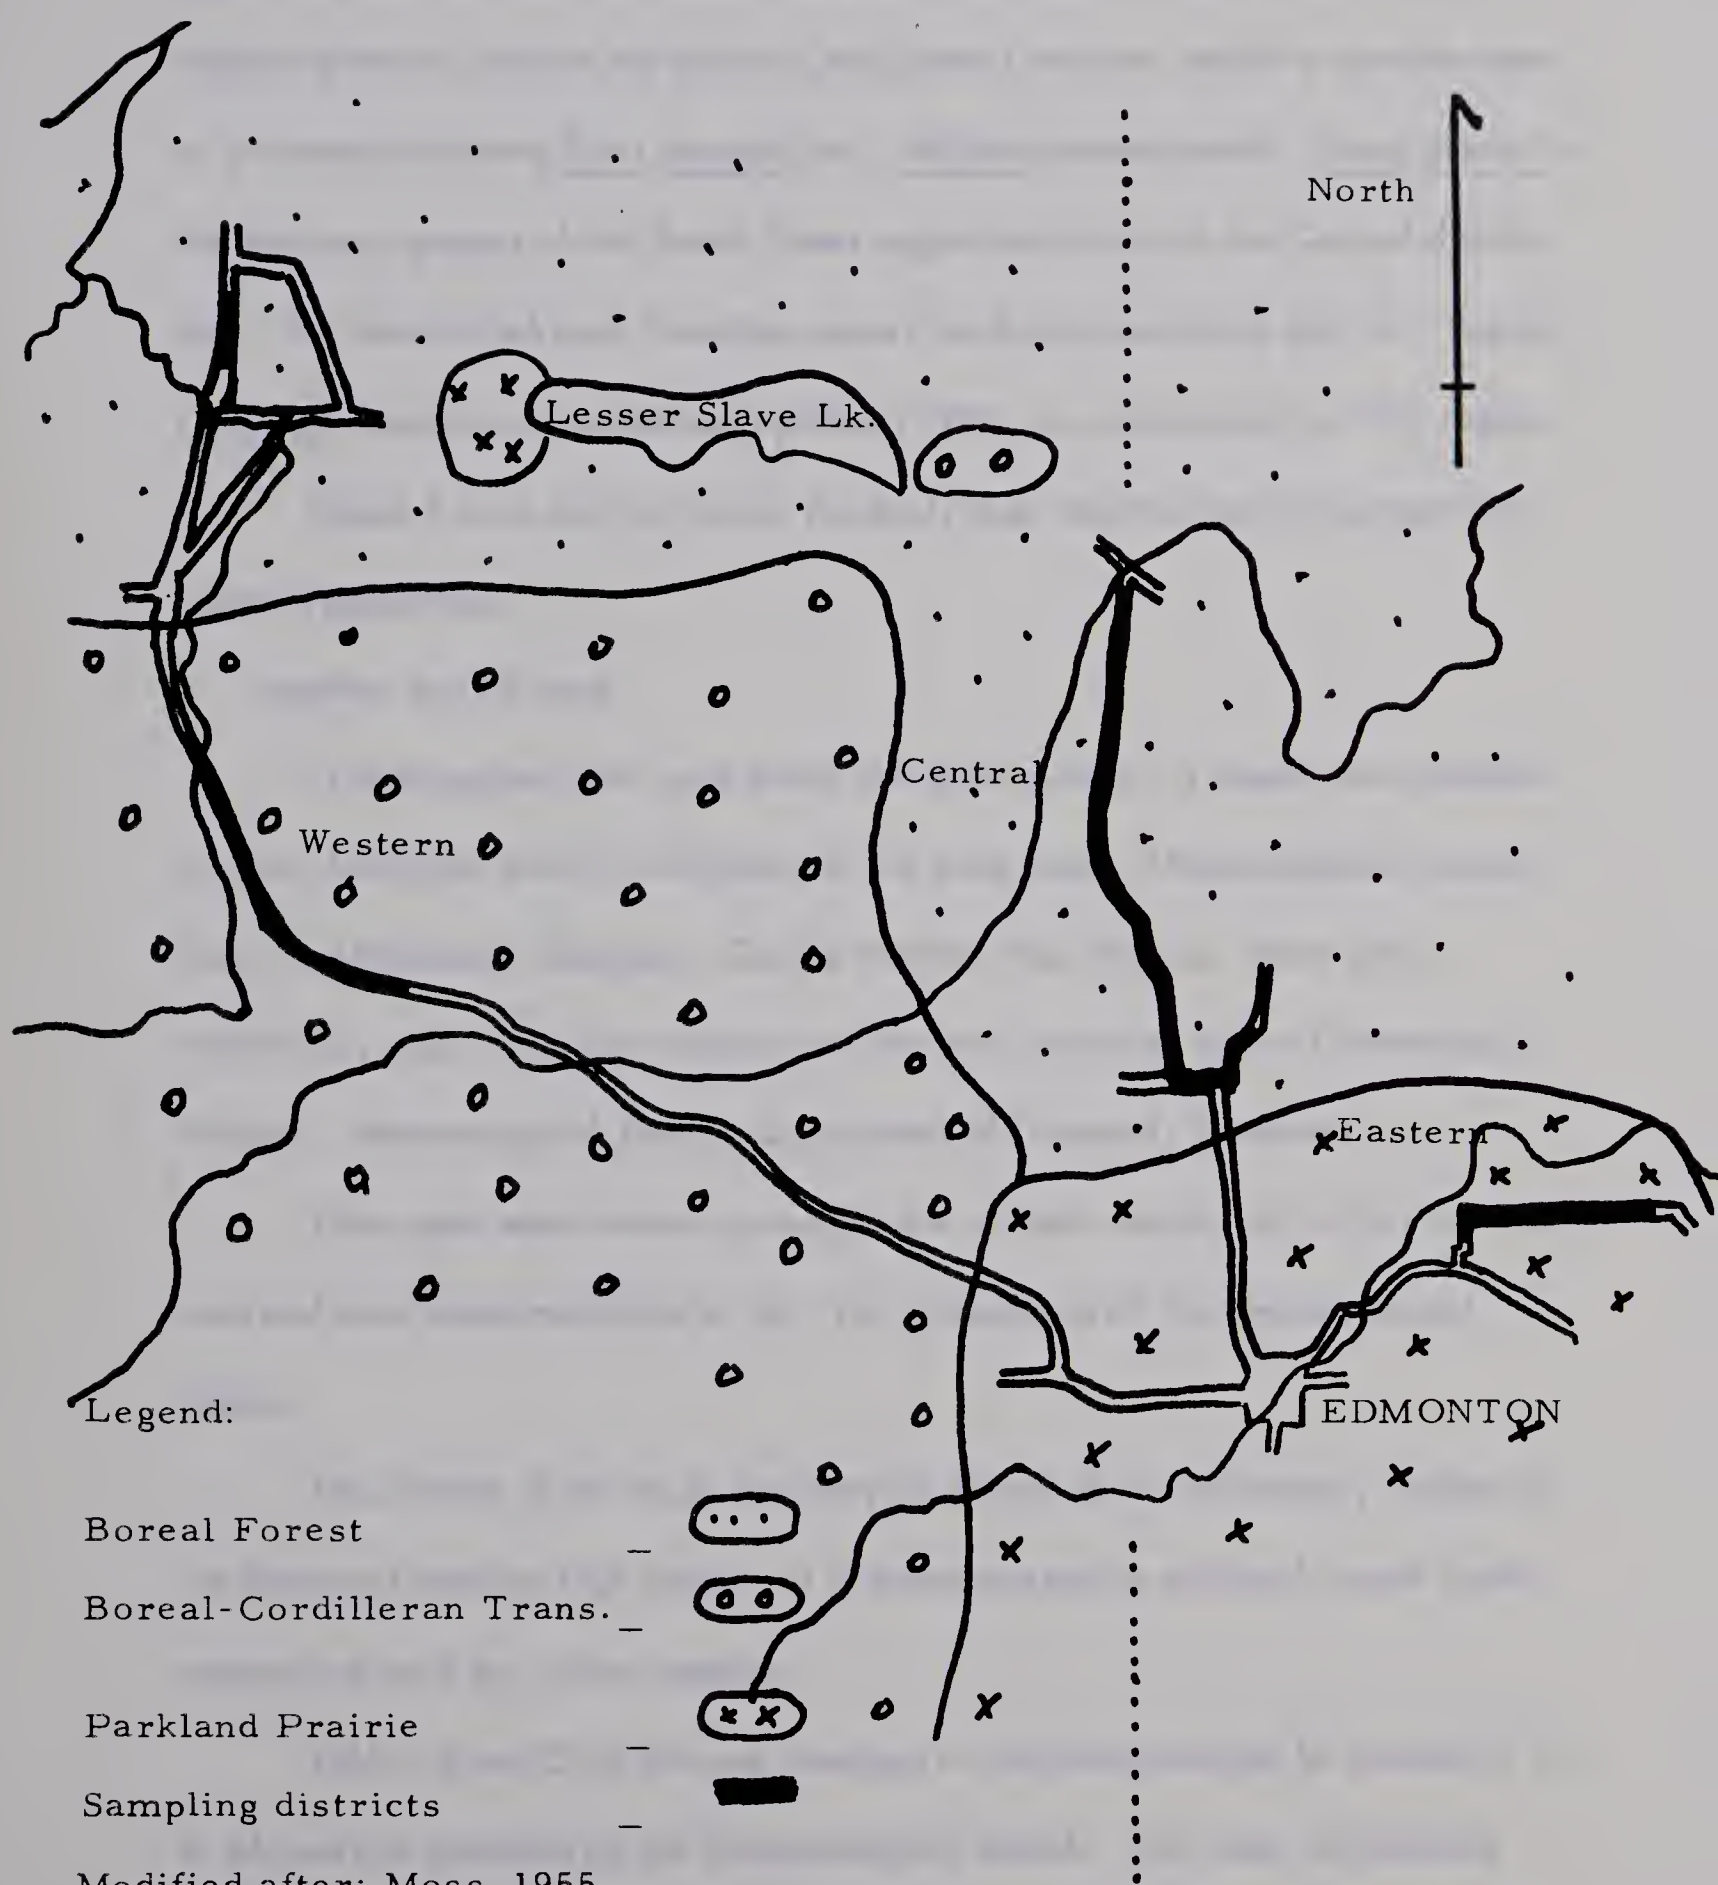 North
Lesser Slave Lk.
Central
Western
Eastern
EDMONTON
Legend:
Boreal Forest _
Boreal-Cordilleran Trans. _
Parkland Prairie _
Sampling districts _
Modified after: Moss, 1955